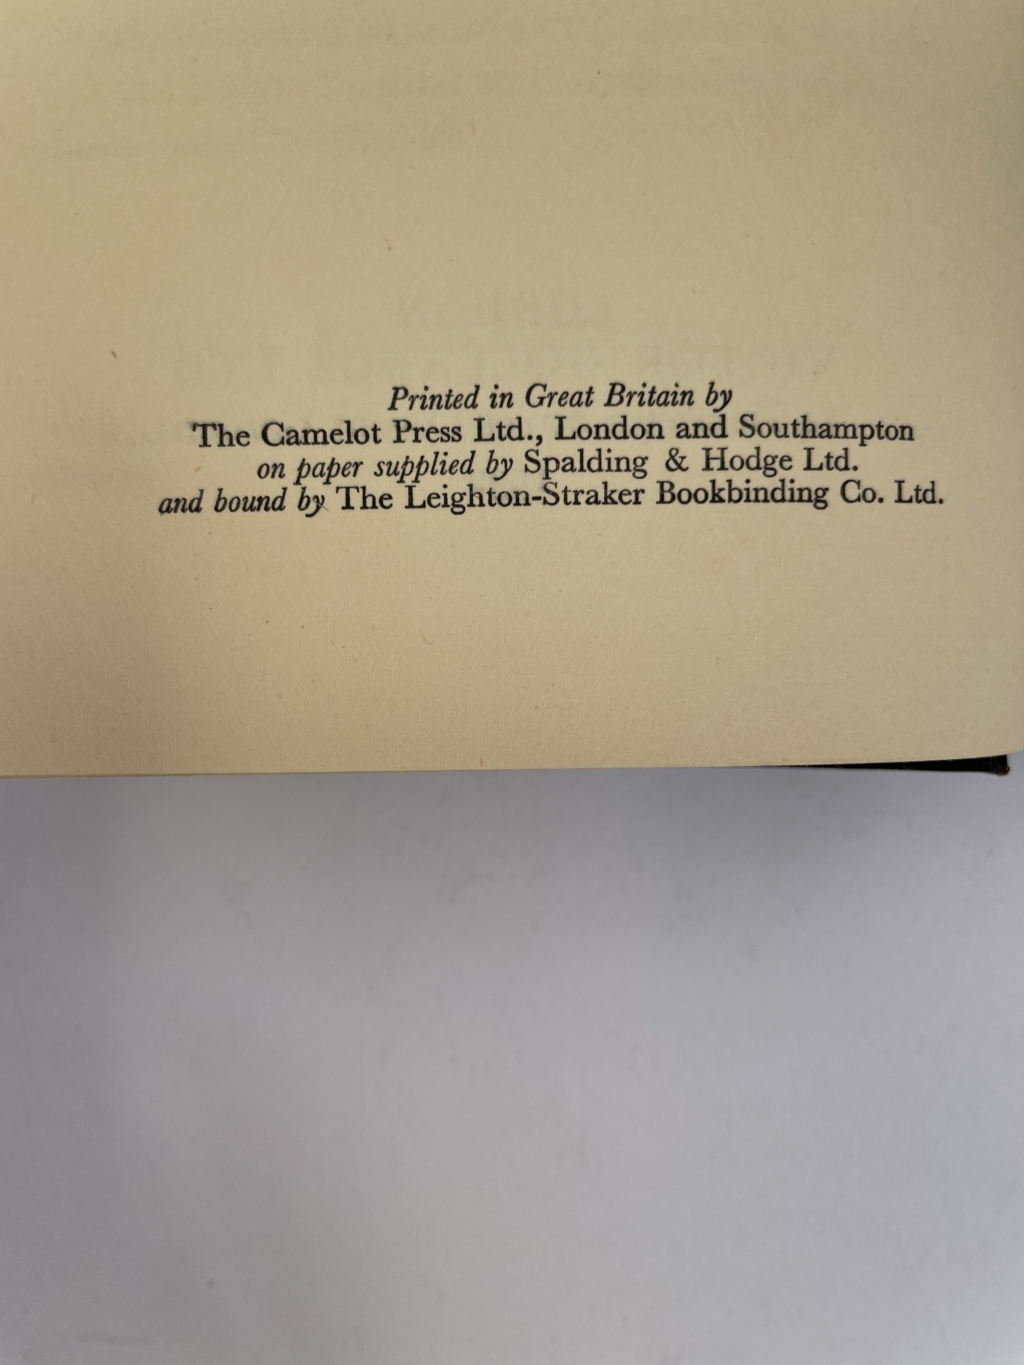 Printed in Great Britain by
The Camelot Press Ltd., London and Southampton
on paper supplied by Spalding & Hodge Ltd.
and bound by The Leighton-Straker Bookbinding Co. Ltd.